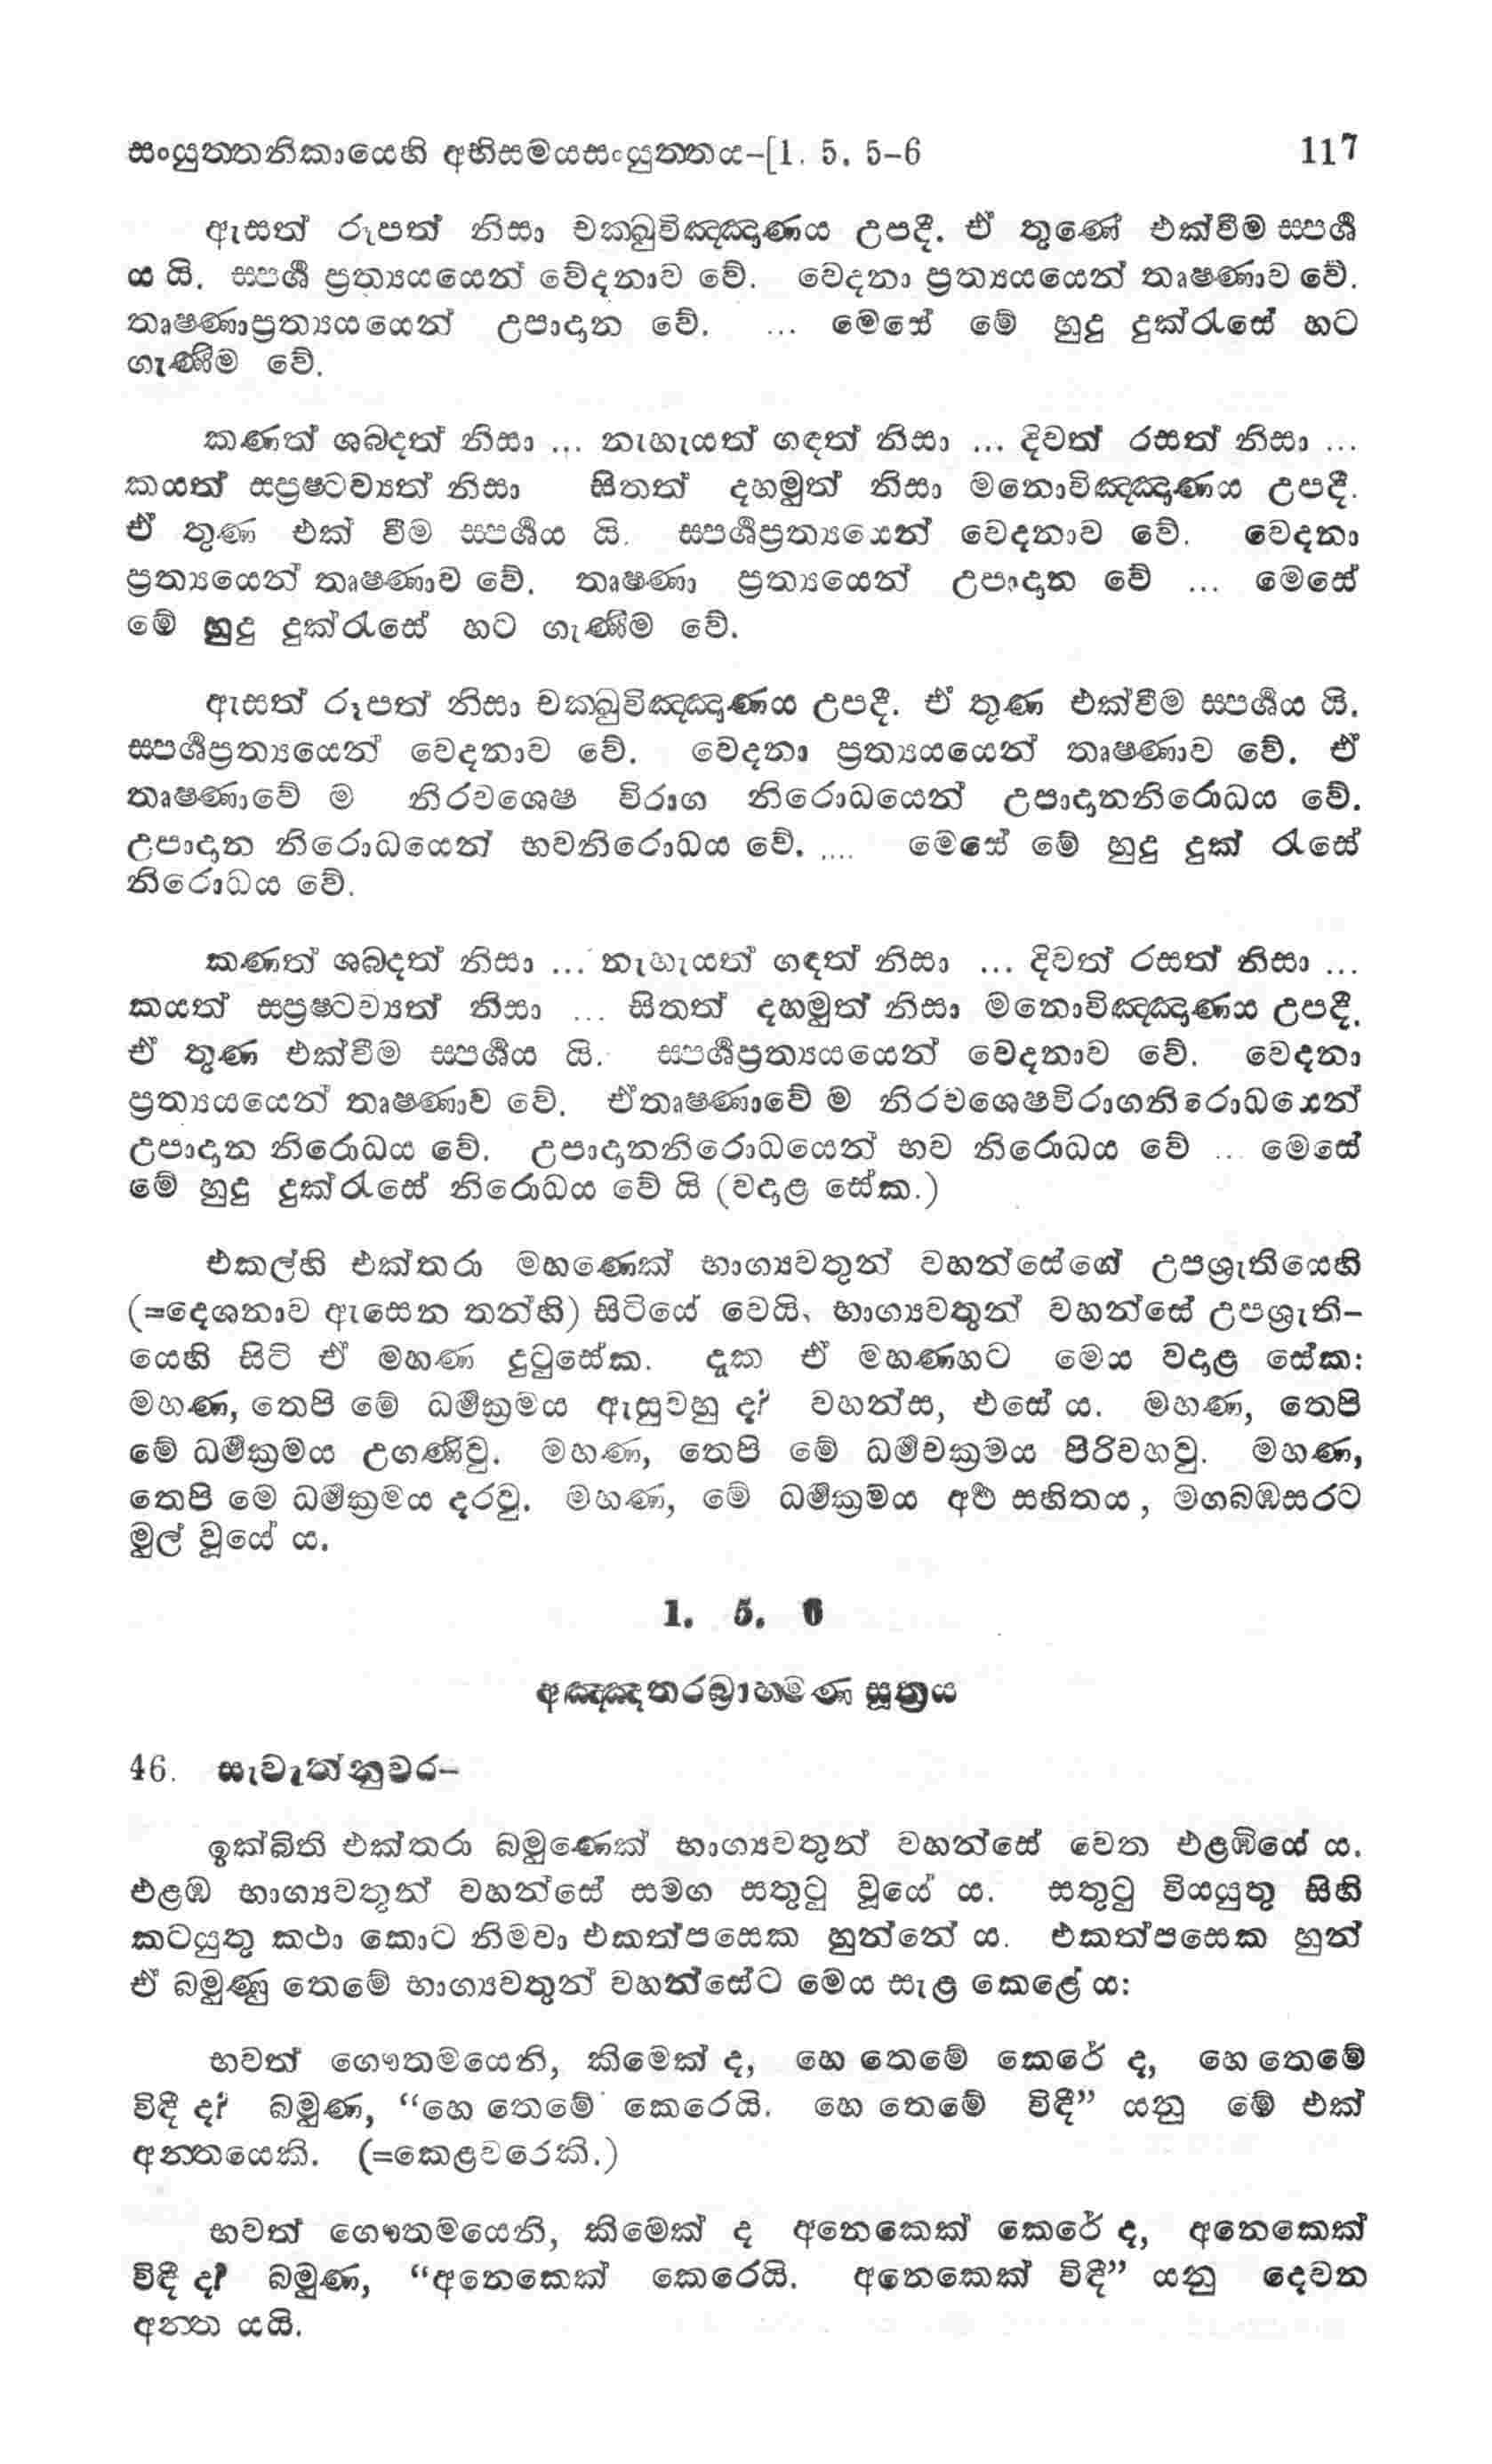 සංයුත්තනිකායෙහි අභිසමයසංයුත්තය-[1. 5. 5-6 117
ඇසත් රූපත් නිසා චක්ඛුවිඤ්ඤාණය උපදී. ඒ තුණේ එක්වීම ස්පර්‍ශ
ය යි. ස්පර්‍ශ ප්‍රත්‍යයයෙන් වේදනාව වේ. වෙදනා ප්‍රත්‍යයයෙන් තෘෂ්ණාව වේ.
තෘෂ්ණාප්‍රත්‍යයයෙන් උපාදාන වේ. ... මෙසේ මේ හුදු දුක්රැසේ හට
ගැණීම වේ.
කණත් ශබ්දත් නිසා ... නැහැයත් ගඳත් නිසා ... දිවත් රසත් නිසා ...
කයත් සප්‍රෂ්ටව්‍යත් නිසා සිතත් දහමුත් නිසා මනොවිඤ්ඤාණය උපදී.
ඒ තුණ එක් වීම ස්පර්‍ශය යි. ස්පර්‍ශප්‍රත්‍යයෙන් වෙදනාව වේ. වෙදනා
ප්‍රත්‍යයෙන් තෘෂ්ණාව වේ. තෘෂ්ණා ප්‍රත්‍යයෙන් උපාදාන වේ ... මෙසේ
මේ හුදු දුක්රැසේ හට ගැණීම වේ.
ඇසත් රූපත් නිසා චක්ඛුවිඤ්ඤාණය උපදී. ඒ තුණ එක්වීම ස්පර්‍ශය යි.
ස්පර්‍ශප්‍රත්‍යයෙන් වෙදනාව වේ. වෙදනා ප්‍රත්‍යයයෙන් තෘෂ්ණාව වේ. ඒ
තෘෂ්ණාවේ ම නිරවශෙෂ විරාග නිරොධයෙන් උපාදානනිරොධය වේ.
උපාදාන නිරොධයෙන් භවනිරොධය වේ. .... මෙසේ මේ හුදු දුක් රැසේ
නිරොධය වේ.
කණත් ශබ්දත් නිසා ... නැහැයත් ගඳත් නිසා ... දිවත් රසත් නිසා ...
කයත් සප්‍රෂ්ටව්‍යත් නිසා ... සිතත් දහමුත් නිසා මනොවිඤ්ඤාණය උපදී.
ඒ තුණ එක්වීම ස්පර්‍ශය යි. ස්පර්‍ශප්‍රත්‍යයයෙන් වෙදනාව වේ. වෙදනා
ප්‍රත්‍යයයෙන් තෘෂ්ණාව වේ. ඒතෘෂ්ණාවේ ම නිරවශෙෂවිරාගනිරොධයෙන්
උපාදාන නිරොධය වේ. උපාදානනිරොධයෙන් භව නිරොධය වේ ... මෙසේ
මේ හුදු දුක්රැසේ නිරොධය වේ යි (වදාළ සේක.)
එකල්හි එක්තරා මහණෙක් භාග්‍යවතුන් වහන්සේගේ උපශ්‍රැතියෙහි
(=දෙශනාව ඇසෙන තන්හි) සිටියේ වෙයි, භාග්‍යවතුන් වහන්සේ උපශ්‍රැති-
යෙහි සිටි ඒ මහණ දුටුසේක. දැක ඒ මහණහට මෙය වදාළ සේක:
මහණ, තෙපි මේ ධර්‍මක්‍රමය ඇසුවහු ද? වහන්ස, එසේ ය. මහණ, තෙපි
මේ ධර්‍මක්‍රමය උගණිවු. මහණ, තෙපි මේ ධර්‍මචක්‍රමය පිරිවහවු. මහණ,
තෙපි මෙ ධර්‍මක්‍රමය දරවු. මහණ, මේ ධර්‍මක්‍රමය අර්‍ථ සහිතය, මගබඹසරට
මුල් වූයේ ය.
1. 5. 6
අඤ්ඤතරබ්‍රාහ්මණ සූත්‍රය
46. සැවැත්නුවර-
ඉක්බිති එක්තරා බමුණෙක් භාග්‍යවතුන් වහන්සේ වෙත එළඹියේ ය.
එළඹ භාග්‍යවතුන් වහන්සේ සමග සතුටු වූයේ ය. සතුටු වියයුතු සිහි
කටයුතු කථා කොට නිමවා එකත්පසෙක හුන්නේ ය. එකත්පසෙක හුන්
ඒ බමුණු තෙමේ භාග්‍යවතුන් වහන්සේට මෙය සැළ කෙළේ ය:
භවත් ගෞතමයෙනි, කිමෙක් ද, හෙ තෙමේ කෙරේ ද, හෙ තෙමේ
විඳී ද? බමුණ, “හෙ තෙමේ කෙරෙයි. හෙ තෙමේ විඳී” යනු මේ එක්
අන්තයෙකි. (=කෙළවරෙකි.)
භවත් ගෞතමයෙනි, කිමෙක් ද අනෙකෙක් කෙරේ ද, අනෙකෙක්
විඳී ද? බමුණ, “අනෙකෙක් කෙරෙයි. අනෙකෙක් විඳී” යනු දෙවන
අන්ත යයි.